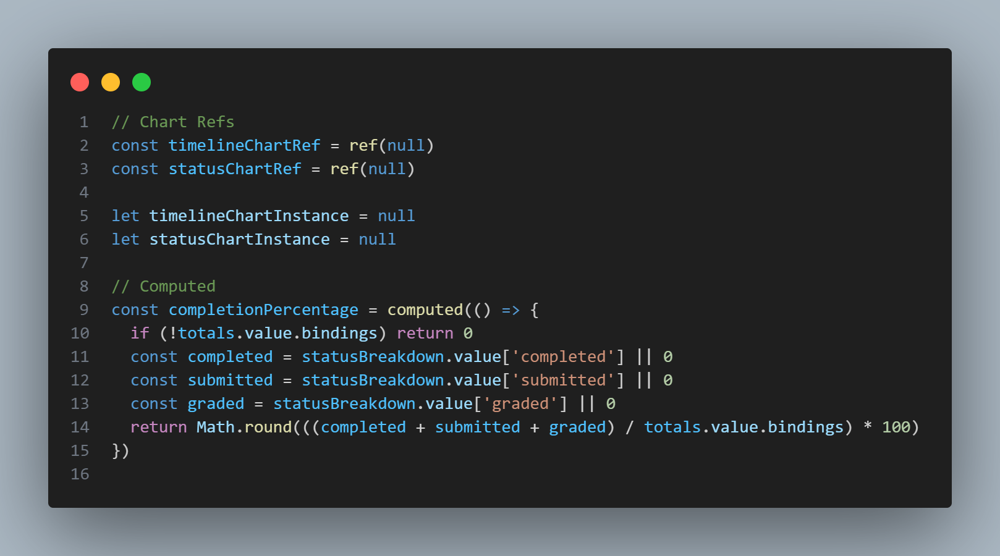 1 // Chart Refs
2 const timelineChartRef = ref(null)
3 const statusChartRef = ref(null)
4
5 let timelineChartInstance = null
6 let statusChartInstance = null
7
8 // Computed
9 const completionPercentage = computed(() => {
10   if (!totals.value.bindings) return 0
11   const completed = statusBreakdown.value['completed'] || 0
12   const submitted = statusBreakdown.value['submitted'] || 0
13   const graded = statusBreakdown.value['graded'] || 0
14   return Math.round(((completed + submitted + graded) / totals.value.bindings) * 100)
15 })
16